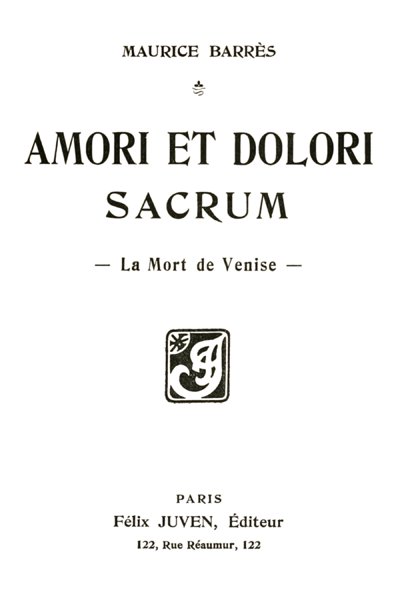 MAURICE BARRÈS
AMORI ET DOLORI
SACRUM
— La Mort de Venise —
PARIS
Félix JUVEN, Éditeur
122, Rue Réaumur, 122